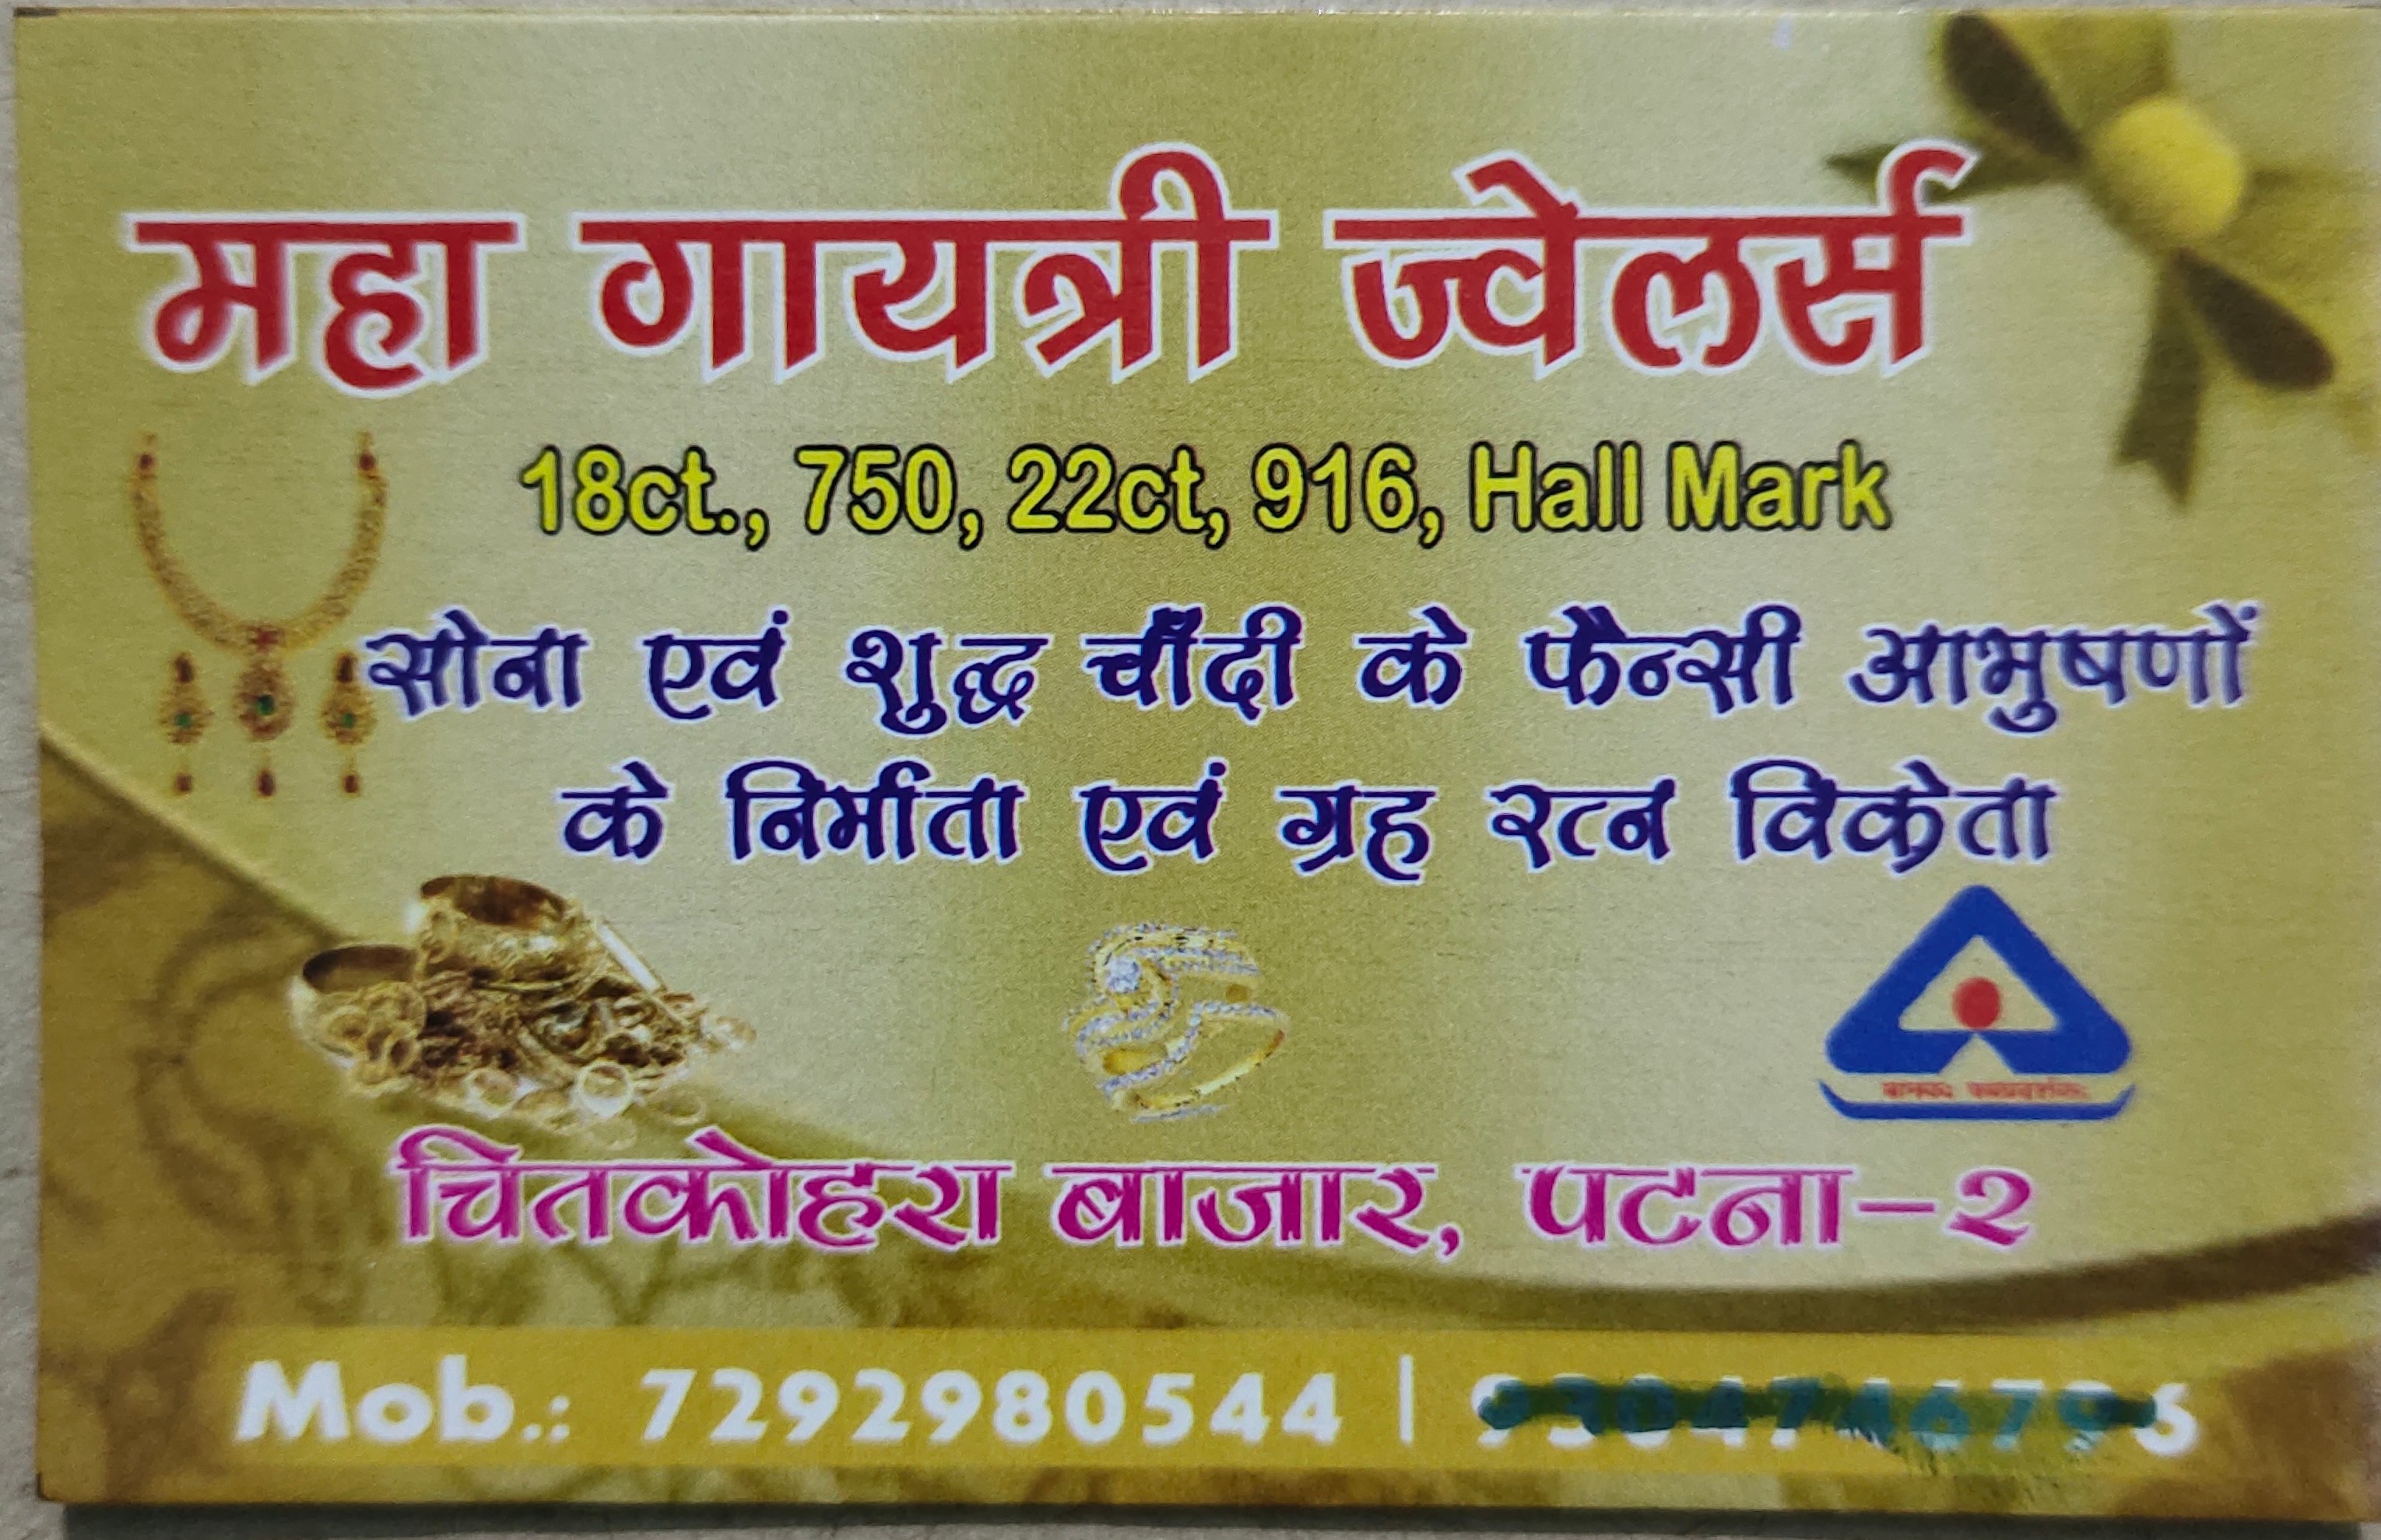 महा गायत्री ज्वेलर्स
18ct., 750, 22ct, 916, Hall Mark
सोना एवं शुद्ध चाँदी के फैन्सी आभुषणों
के निर्माता एवं ग्रह रत्न विक्रेता
चितकोहरा बाजार, पटना-२
Mob.: 7292980544 |